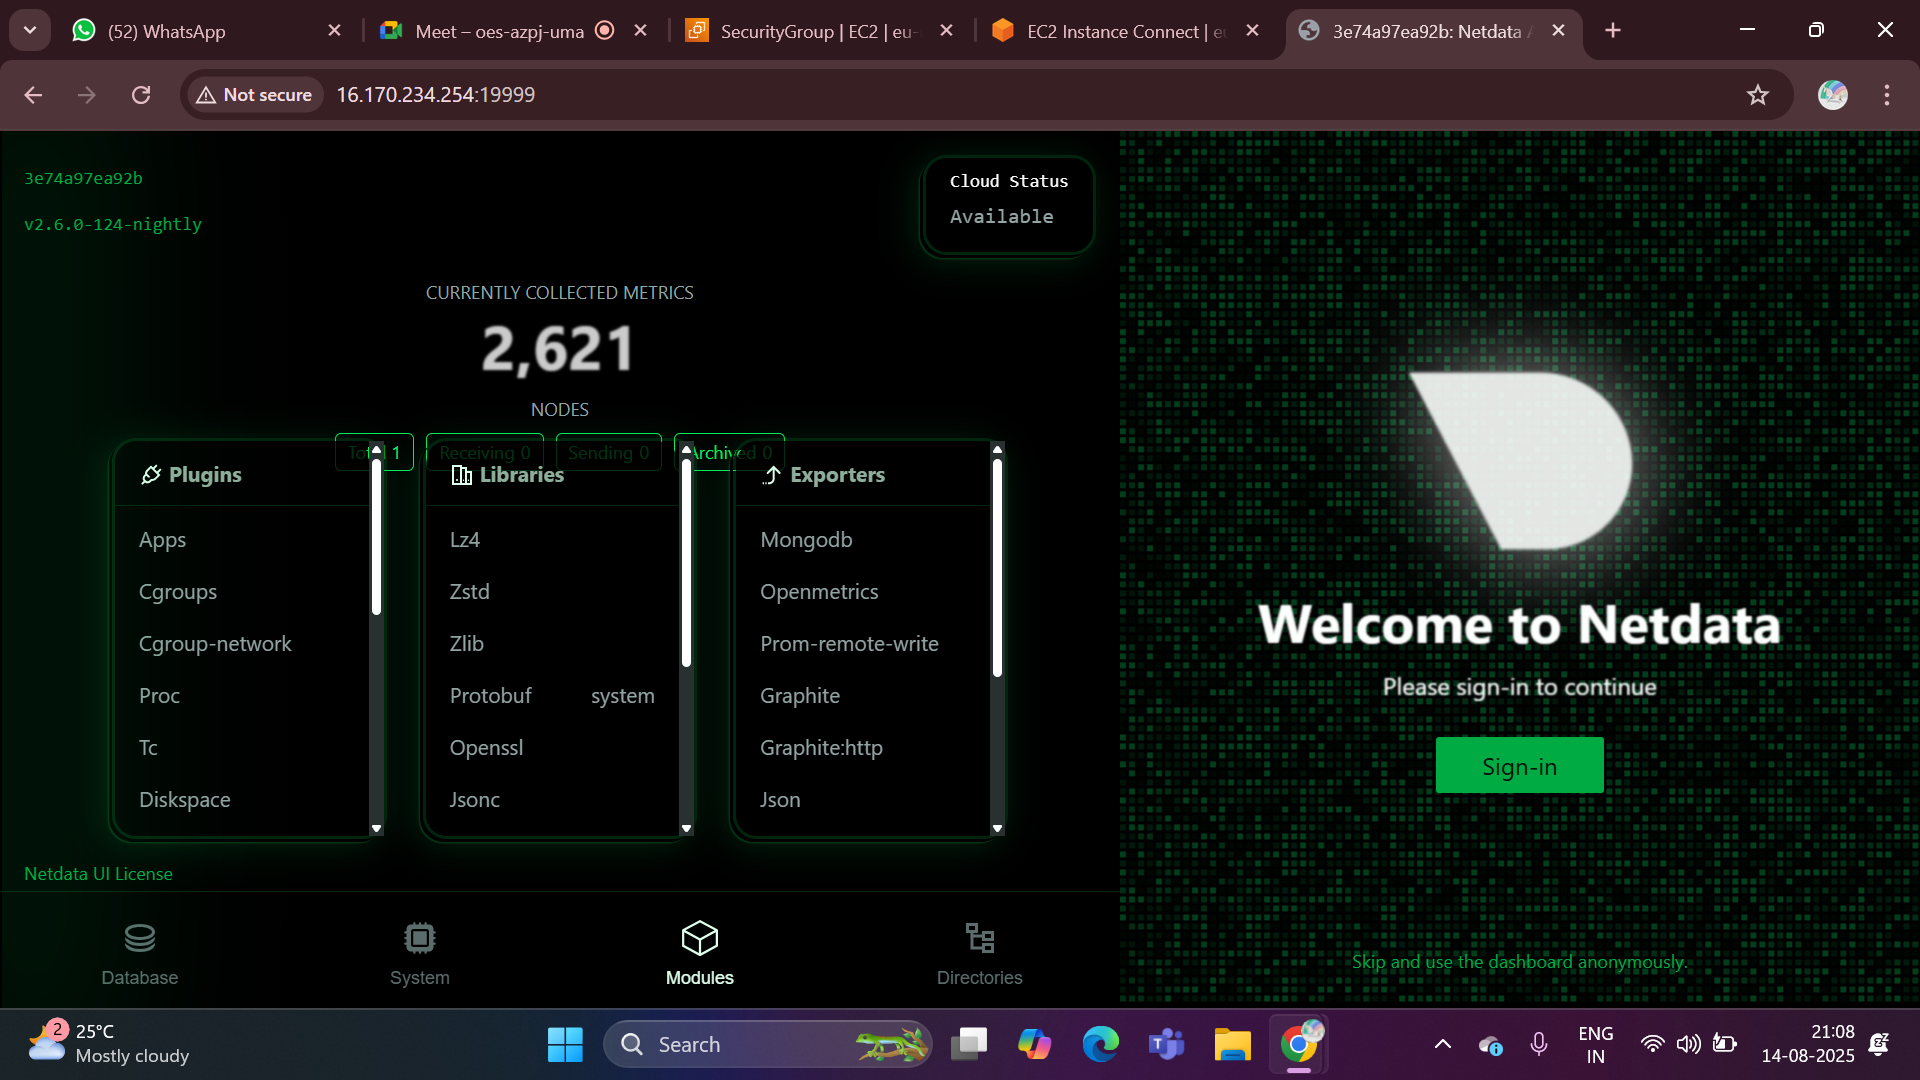 (52) WhatsApp
Meet – oes-azpj-uma
SecurityGroup | EC2 | eu-
EC2 Instance Connect | eu
3e74a97ea92b: Netdata A
Not secure
16.170.234.254:19999
3e74a97ea92b
v2.6.0-124-nightly
Cloud Status
Available
CURRENTLY COLLECTED METRICS
2,621
NODES
Total 1
Receiving 0
Sending 0
Archived 0
Plugins
Apps
Cgroups
Cgroup-network
Proc
Tc
Diskspace
Libraries
Lz4
Zstd
Zlib
Protobuf system
Openssl
Jsonc
Exporters
Mongodb
Openmetrics
Prom-remote-write
Graphite
Graphite:http
Json
Netdata UI License
Database
System
Modules
Directories
Welcome to Netdata
Please sign-in to continue
Sign-in
Skip and use the dashboard anonymously.
2
25°C
Mostly cloudy
Search
ENG
IN
21:08
14-08-2025